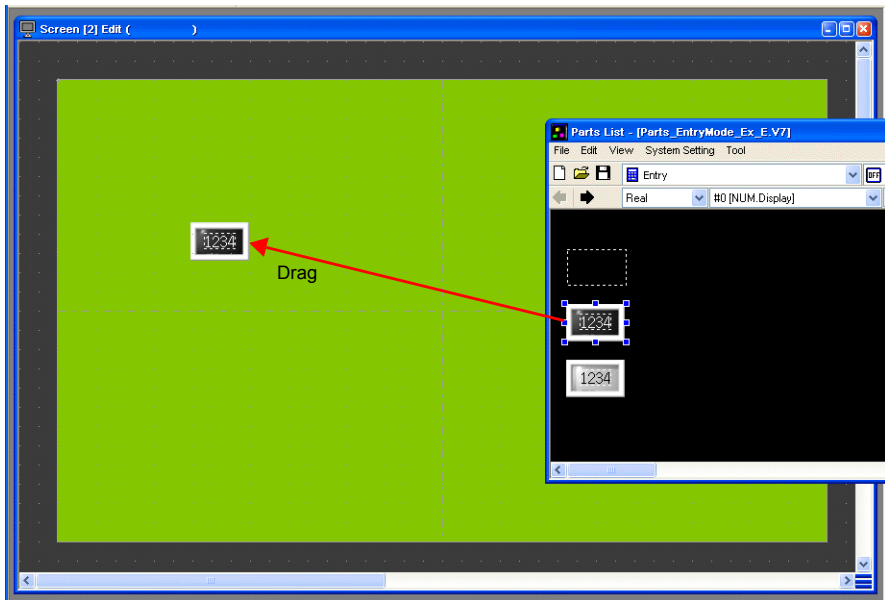 Screen [2] Edit ( )
Parts List - [Parts_EntryMode_Ex_E.V7]
File Edit View System Setting Tool
Entry
OFF
Real
#0 [NUM.Display]
1234
Drag
1234
1234